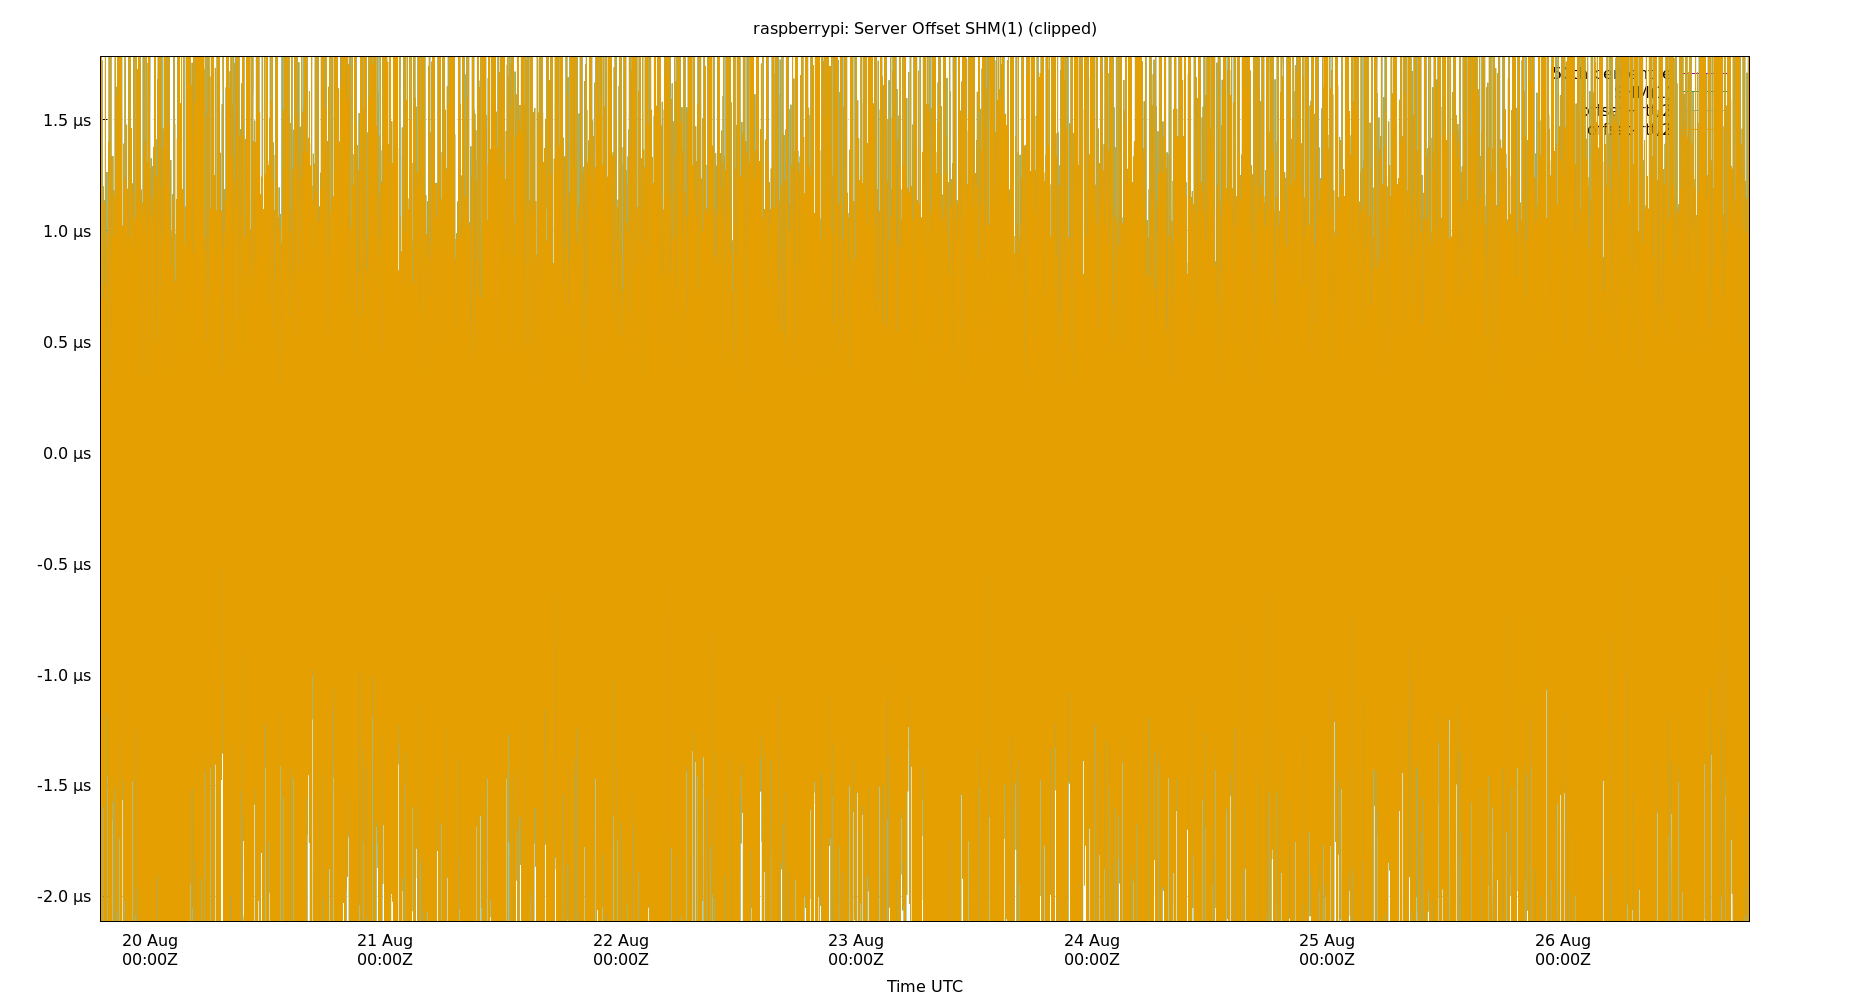 raspberrypi: Server Offset SHM(1) (clipped)
1.5 µs
1.0 µs
0.5 µs
0.0 µs
-0.5 µs
-1.0 µs
-1.5 µs
-2.0 µs
20 Aug 21 Aug 22 Aug 23 Aug 24 Aug 25 Aug 26 Aug
00:00Z 00:00Z 00:00Z 00:00Z 00:00Z 00:00Z 00:00Z
Time UTC